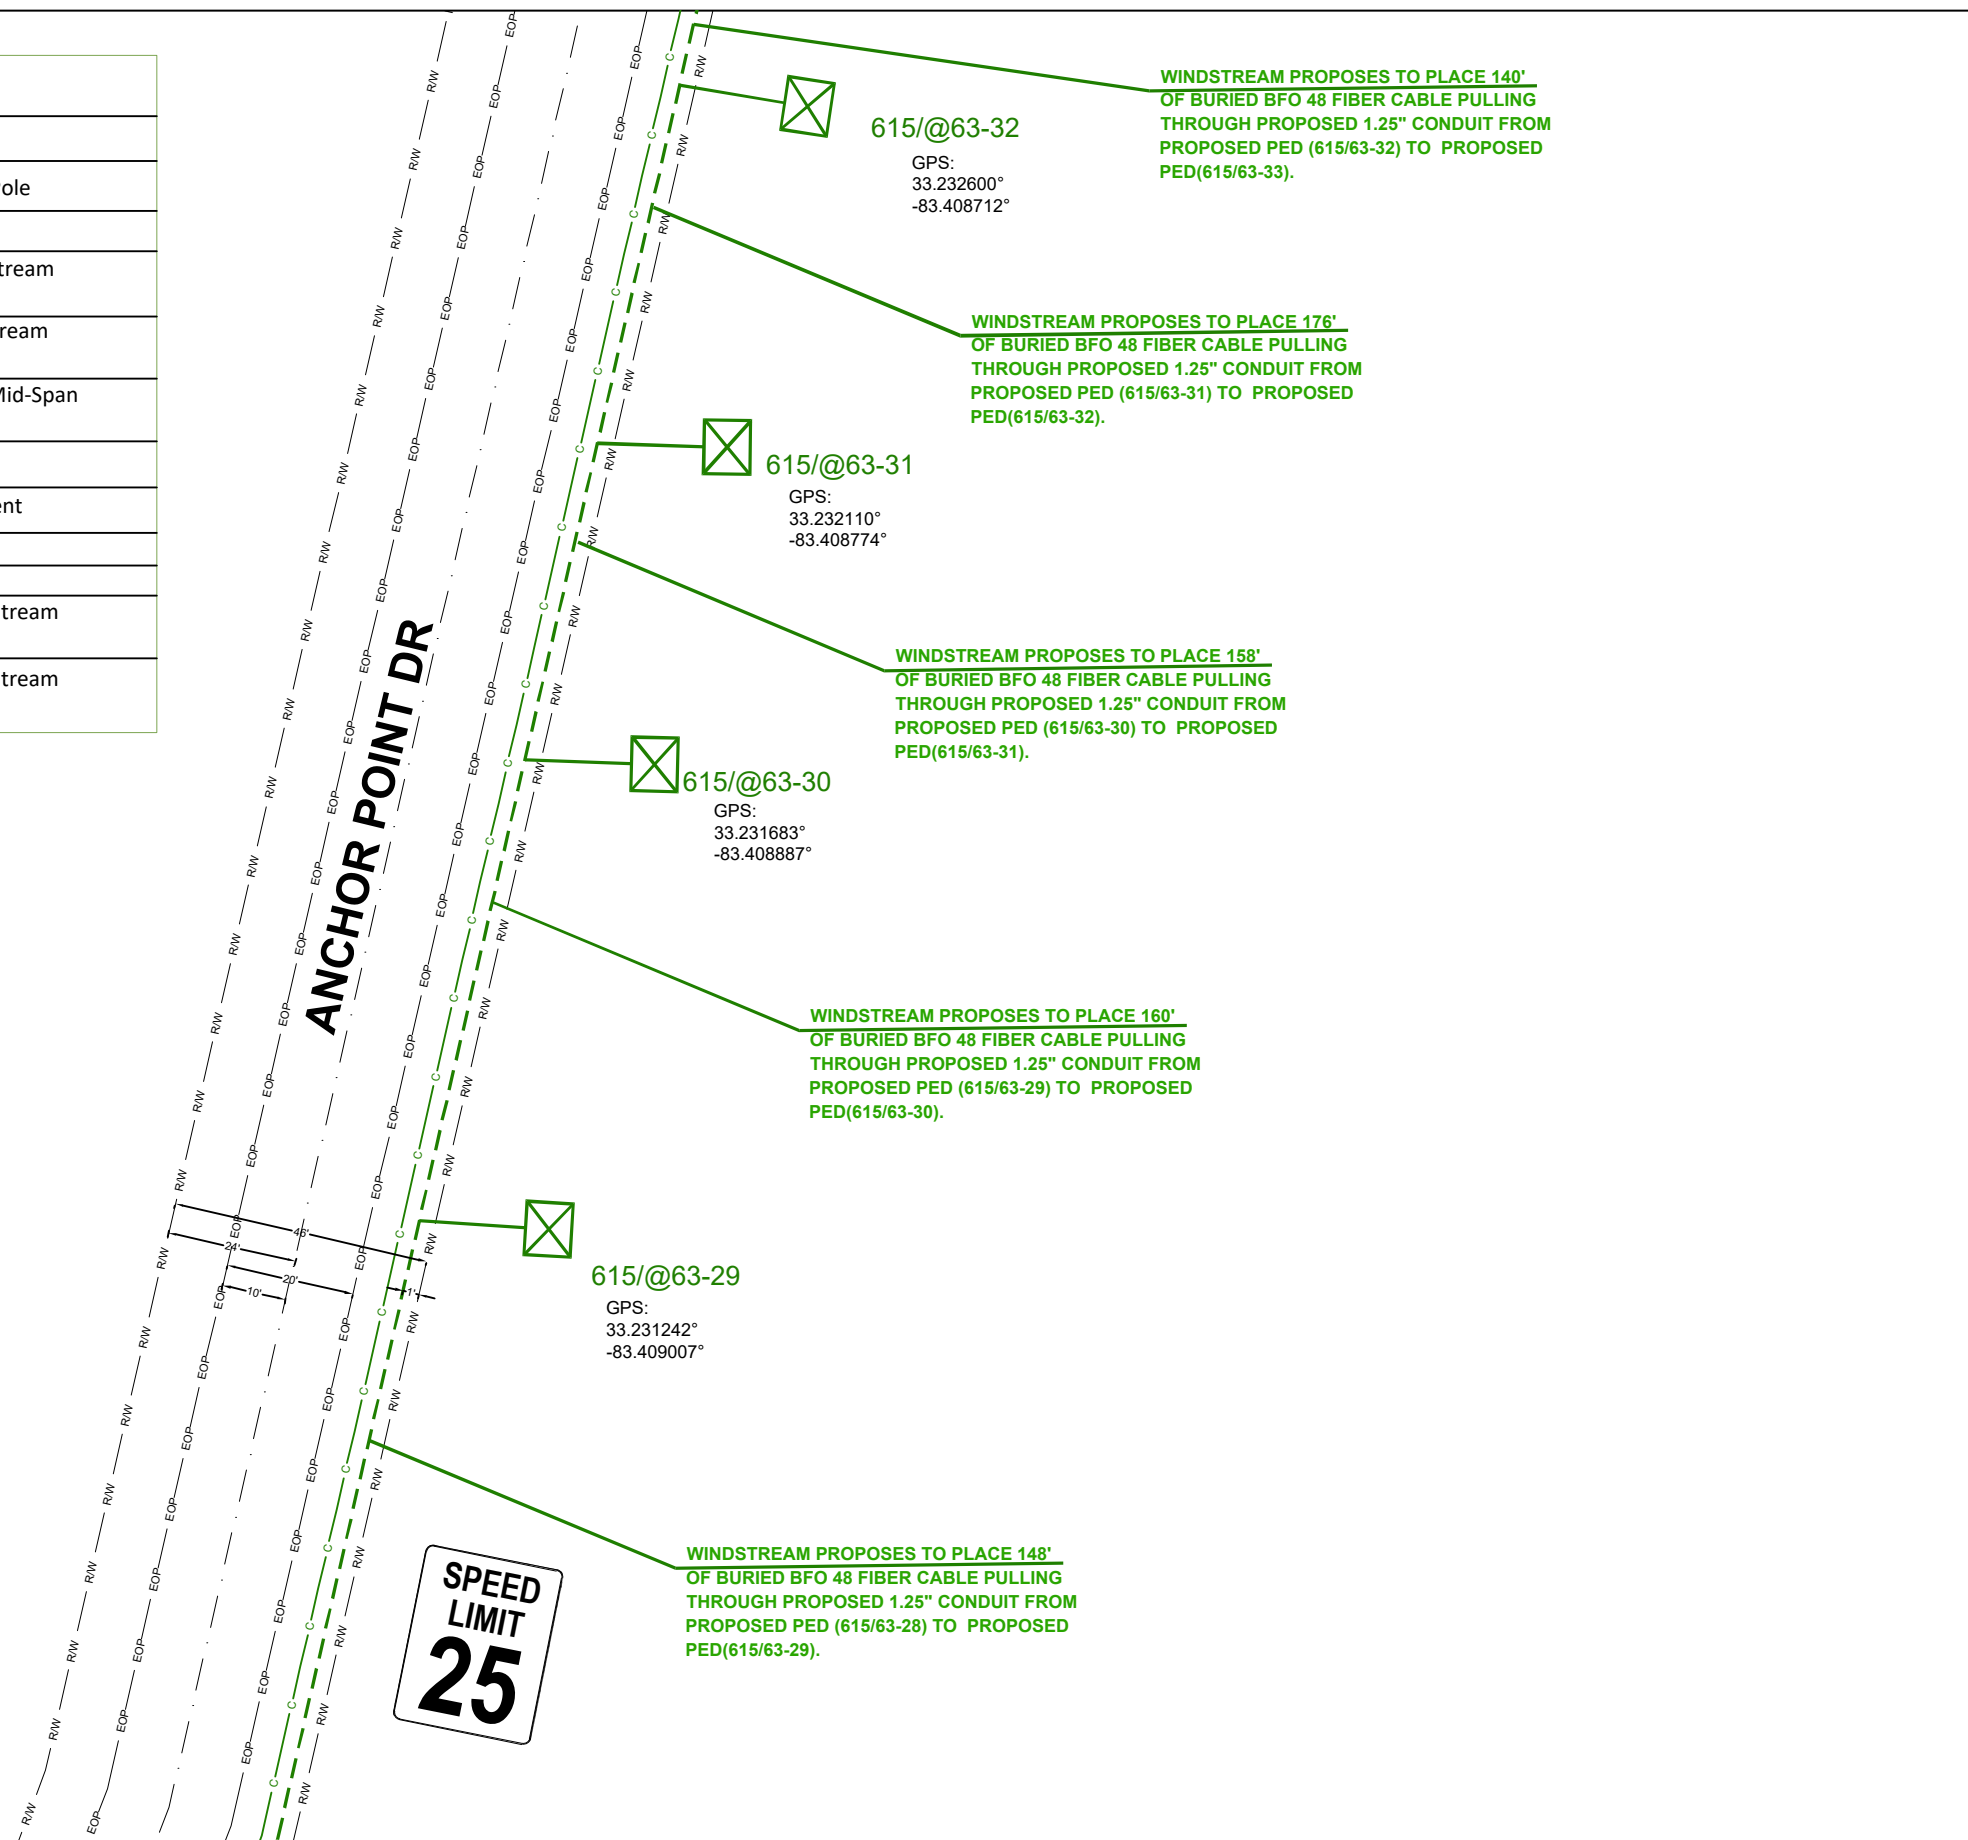 ole
tream
ream
Mid-Span
ent
tream
tream
WINDSTREAM PROPOSES TO PLACE 140'
OF BURIED BFO 48 FIBER CABLE PULLING
THROUGH PROPOSED 1.25" CONDUIT FROM
PROPOSED PED (615/63-32) TO PROPOSED
PED(615/63-33).
615/@63-32
GPS:
33.232600°
-83.408712°
WINDSTREAM PROPOSES TO PLACE 176'
OF BURIED BFO 48 FIBER CABLE PULLING
THROUGH PROPOSED 1.25" CONDUIT FROM
PROPOSED PED (615/63-31) TO PROPOSED
PED(615/63-32).
615/@63-31
GPS:
33.232110°
-83.408774°
WINDSTREAM PROPOSES TO PLACE 158'
OF BURIED BFO 48 FIBER CABLE PULLING
THROUGH PROPOSED 1.25" CONDUIT FROM
PROPOSED PED (615/63-30) TO PROPOSED
PED(615/63-31).
ANCHOR POINT DR
615/@63-30
GPS:
33.231683°
-83.408887°
WINDSTREAM PROPOSES TO PLACE 160'
OF BURIED BFO 48 FIBER CABLE PULLING
THROUGH PROPOSED 1.25" CONDUIT FROM
PROPOSED PED (615/63-29) TO PROPOSED
PED(615/63-30).
46'
24'
20'
10'
1'
615/@63-29
GPS:
33.231242°
-83.409007°
WINDSTREAM PROPOSES TO PLACE 148'
OF BURIED BFO 48 FIBER CABLE PULLING
THROUGH PROPOSED 1.25" CONDUIT FROM
PROPOSED PED (615/63-28) TO PROPOSED
PED(615/63-29).
SPEED
LIMIT
25
R/W
EOP
EOP
C
R/W